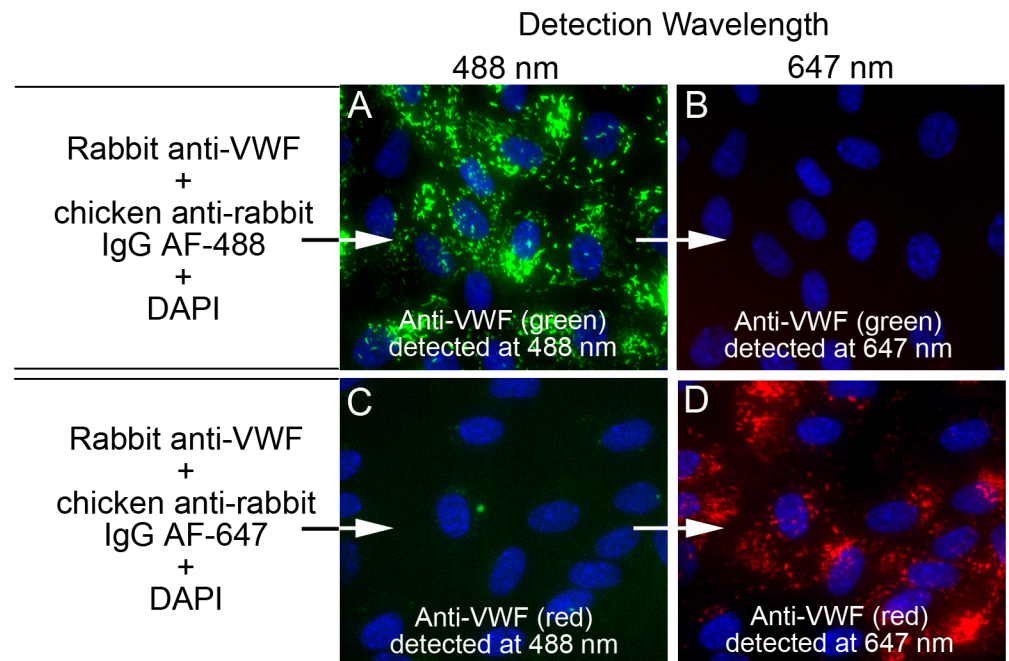 Detection Wavelength
488 nm
647 nm
Rabbit anti-VWF
+
chicken anti-rabbit
IgG AF-488
+
DAPI
A
Anti-VWF (green)
detected at 488 nm
B
Anti-VWF (green)
detected at 647 nm
Rabbit anti-VWF
+
chicken anti-rabbit
IgG AF-647
+
DAPI
C
Anti-VWF (red)
detected at 488 nm
D
Anti-VWF (red)
detected at 647 nm